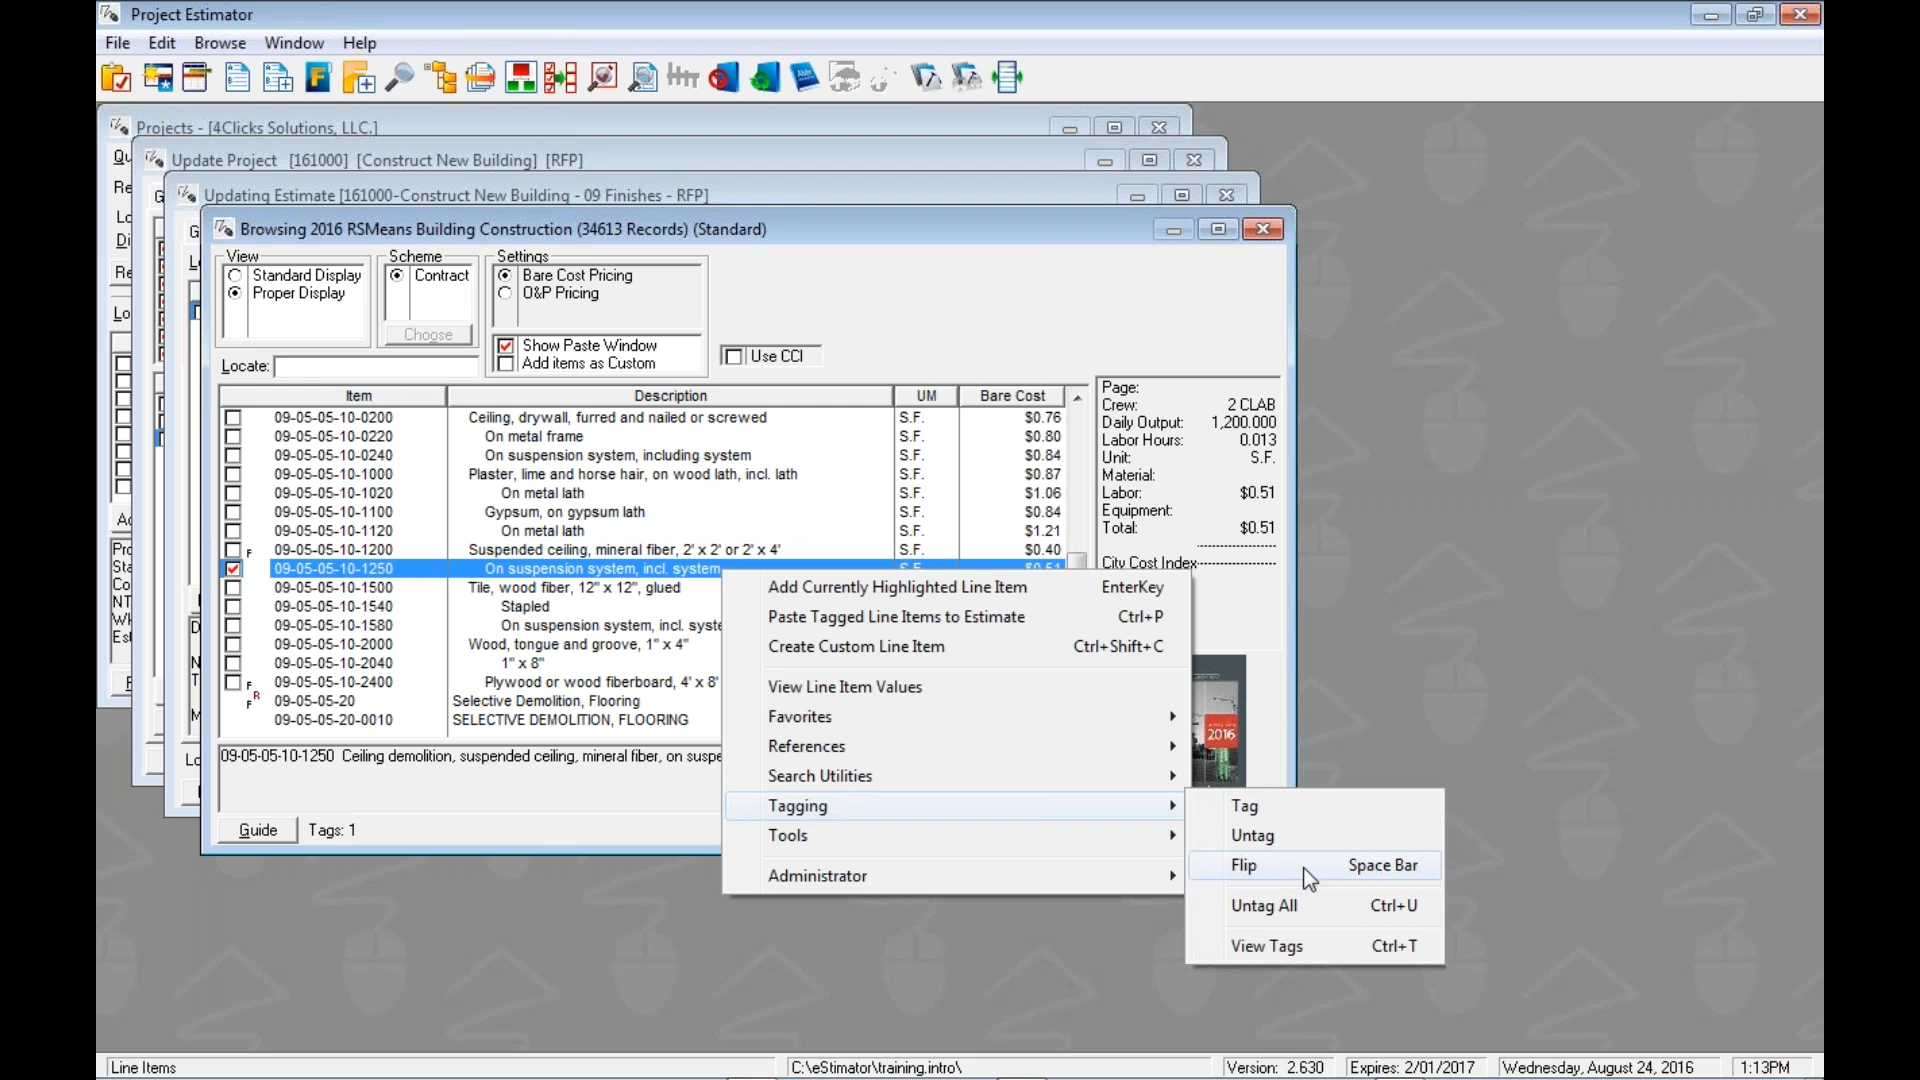 Project Estimator
File Edit Browse Window Help
Projects - [4Clicks Solutions, LLC.]
Update Project [161000] [Construct New Building] [RFP]
Updating Estimate [161000-Construct New Building - 09 Finishes - RFP]
Browsing 2016 RSMeans Building Construction (34613 Records) (Standard)
View
Standard Display
Proper Display
Scheme
Contract
Choose
Settings
Bare Cost Pricing
O&P Pricing
Show Paste Window
Add items as Custom
Use CCI
Locate:
Item Description UM Bare Cost
09-05-05-10-0200 Ceiling, drywall, furred and nailed or screwed S.F. $0.76
09-05-05-10-0220 On metal frame S.F. $0.80
09-05-05-10-0240 On suspension system, including system S.F. $0.84
09-05-05-10-1000 Plaster, lime and horse hair, on wood lath, incl. lath S.F. $0.87
09-05-05-10-1020 On metal lath S.F. $1.06
09-05-05-10-1100 Gypsum, on gypsum lath S.F. $0.84
09-05-05-10-1120 On metal lath S.F. $1.21
F 09-05-05-10-1200 Suspended ceiling, mineral fiber, 2' x 2' or 2' x 4' S.F. $0.40
09-05-05-10-1250 On suspension system, incl. system
09-05-05-10-1500 Tile, wood fiber, 12" x 12", glued
09-05-05-10-1540 Stapled
09-05-05-10-1580 On suspension system, incl. syste
09-05-05-10-2000 Wood, tongue and groove, 1" x 4"
09-05-05-10-2040 1" x 8"
F 09-05-05-10-2400 Plywood or wood fiberboard, 4' x 8'
F R 09-05-05-20 Selective Demolition, Flooring
09-05-05-20-0010 SELECTIVE DEMOLITION, FLOORING
09-05-05-10-1250 Ceiling demolition, suspended ceiling, mineral fiber, on suspe
Guide Tags: 1
Page:
Crew: 2 CLAB
Daily Output: 1,200.000
Labor Hours: 0.013
Unit: S.F.
Material:
Labor: $0.51
Equipment:
Total: $0.51
City Cost Index
2016
Add Currently Highlighted Line Item EnterKey
Paste Tagged Line Items to Estimate Ctrl+P
Create Custom Line Item Ctrl+Shift+C
View Line Item Values
Favorites
References
Search Utilities
Tagging
Tools
Administrator
Tag
Untag
Flip Space Bar
Untag All Ctrl+U
View Tags Ctrl+T
Line Items C:\eStimator\training.intro\ Version: 2.630 Expires: 2/01/2017 Wednesday, August 24, 2016 1:13PM